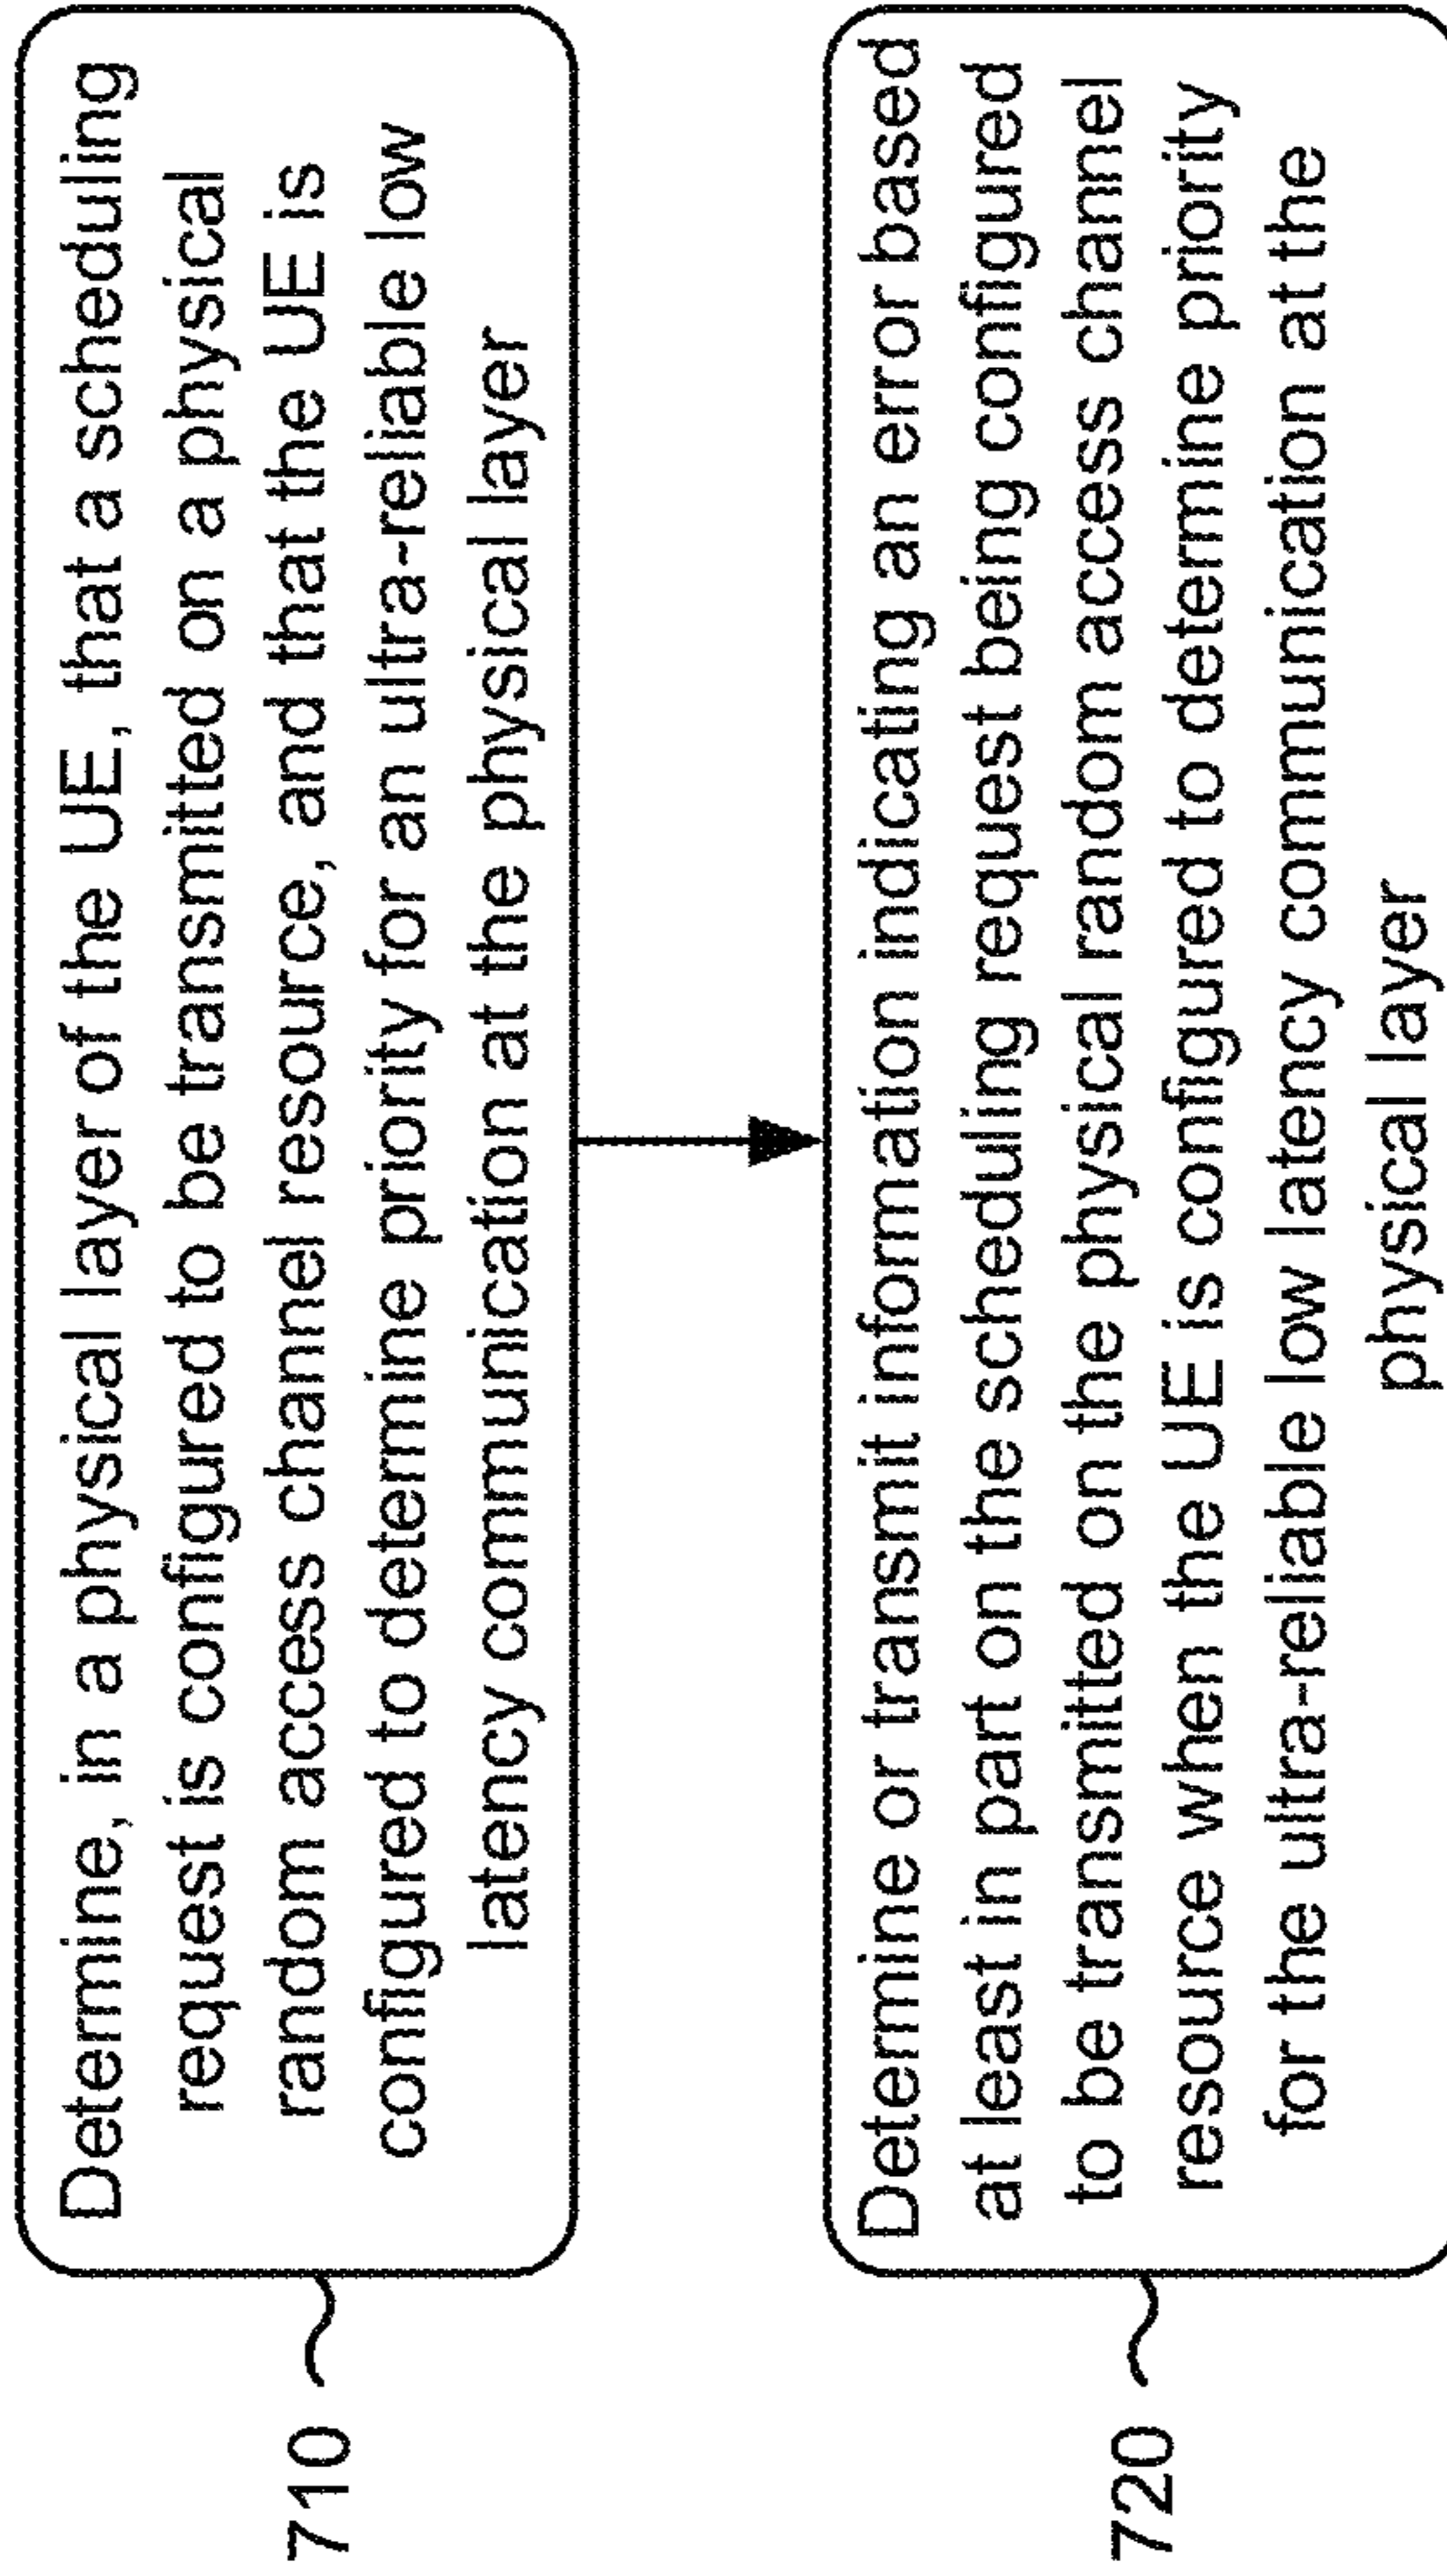 710
Determine, in a physical layer of the UE, that a scheduling
request is configured to be transmitted on a physical
random access channel resource, and that the UE is
configured to determine priority for an ultra-reliable low
latency communication at the physical layer
720
Determine or transmit information indicating an error based
at least in part on the scheduling request being configured
to be transmitted on the physical random access channel
resource when the UE is configured to determine priority
for the ultra-reliable low latency communication at the
physical layer